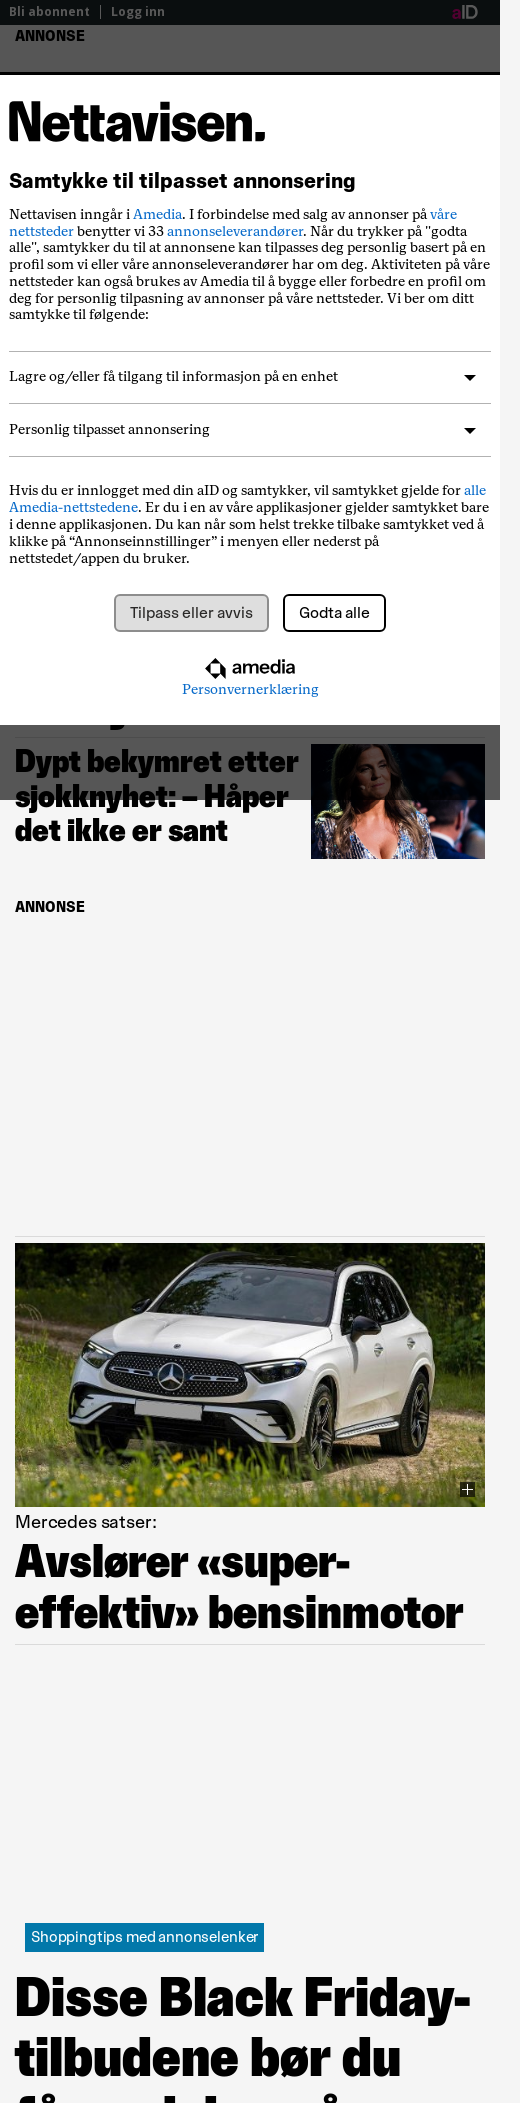 Bli abonnent
Logg inn
aID
ANNONSE
Nettavisen.
Samtykke til tilpasset annonsering
Nettavisen inngår i Amedia. I forbindelse med salg av annonser på våre
nettsteder benytter vi 33 annonseleverandører. Når du trykker på "godta
alle", samtykker du til at annonsene kan tilpasses deg personlig basert på en
profil som vi eller våre annonseleverandører har om deg. Aktiviteten på våre
nettsteder kan også brukes av Amedia til å bygge eller forbedre en profil om
deg for personlig tilpasning av annonser på våre nettsteder. Vi ber om ditt
samtykke til følgende:
Lagre og/eller få tilgang til informasjon på en enhet
Personlig tilpasset annonsering
Hvis du er innlogget med din aID og samtykker, vil samtykket gjelde for alle
Amedia-nettstedene. Er du i en av våre applikasjoner gjelder samtykket bare
i denne applikasjonen. Du kan når som helst trekke tilbake samtykket ved å
klikke på “Annonseinnstillinger” i menyen eller nederst på
nettstedet/appen du bruker.
Tilpass eller avvis
Godta alle
amedia
Personvernerklæring
Dypt bekymret etter
sjokknyhet: – Håper
det ikke er sant
ANNONSE
Mercedes satser:
Avslører «super-
effektiv» bensinmotor
Shoppingtips med annonselenker
Disse Black Friday-
tilbudene bør du